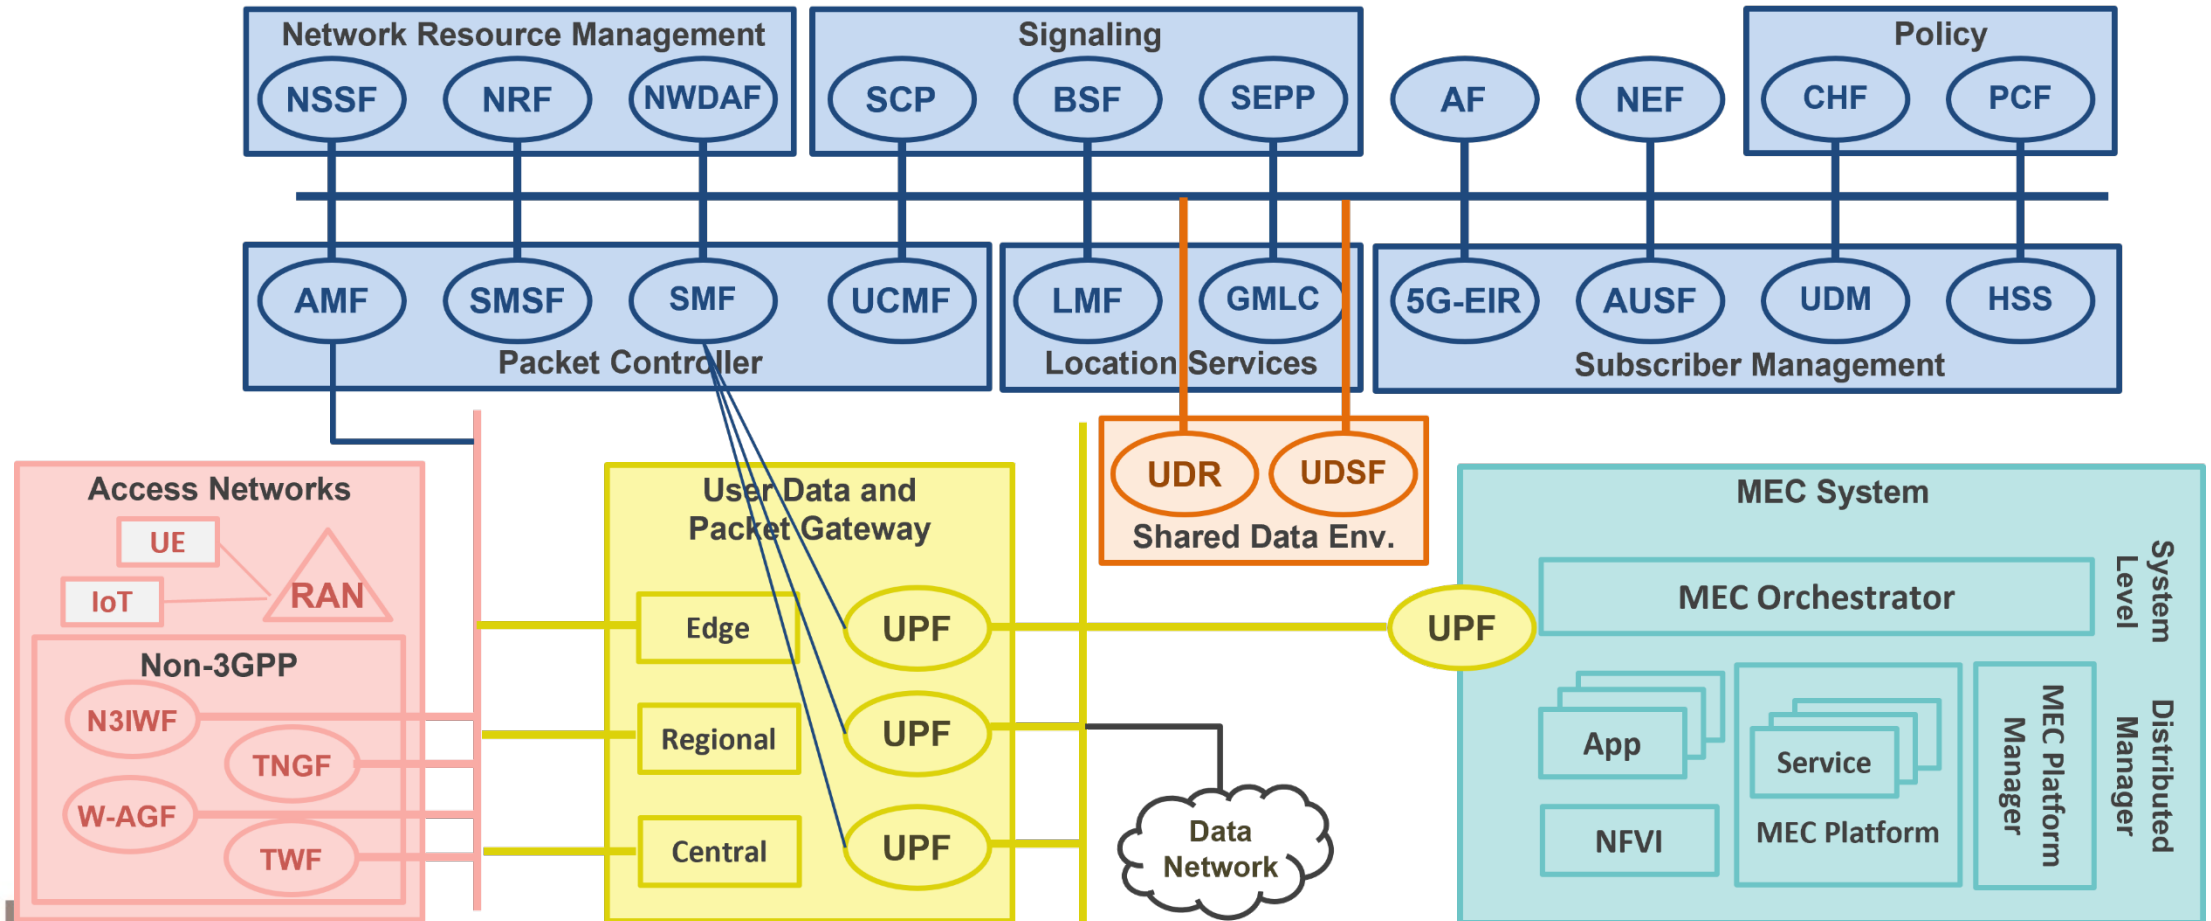 Network Resource Management
NSSF
NRF
NWDAF
Signaling
SCP
BSF
SEPP
AF
NEF
Policy
CHF
PCF
AMF
SMSF
SMF
UCMF
Packet Controller
LMF
GMLC
Location Services
5G-EIR
AUSF
UDM
HSS
Subscriber Management
Access Networks
UE
IoT
RAN
Non-3GPP
N3IWF
TNGF
W-AGF
TWF
User Data and
Packet Gateway
Edge
UPF
Regional
UPF
Central
UPF
UDR
UDSF
Shared Data Env.
Data
Network
UPF
MEC System
MEC Orchestrator
System
Level
App
NFVI
Service
MEC Platform
MEC Platform
Manager
Distributed
Manager